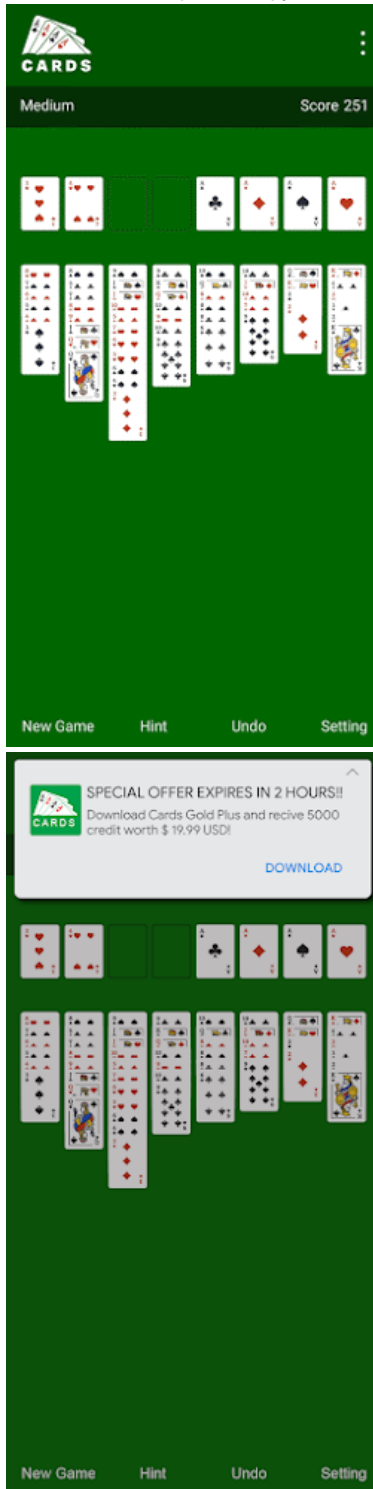 CARDS
Medium Score 251
New Game Hint Undo Setting
SPECIAL OFFER EXPIRES IN 2 HOURS!!
CARDS
Download Cards Gold Plus and recive 5000
credit worth $ 19.99 USD!
DOWNLOAD
New Game Hint Undo Setting